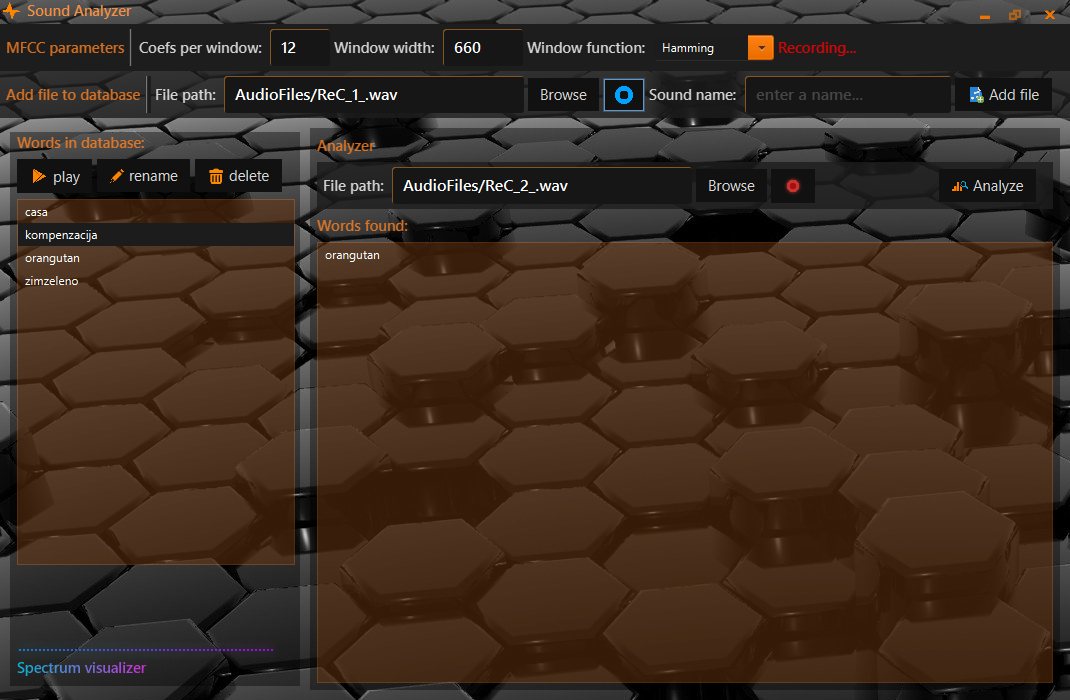 Sound Analyzer
MFCC parameters Coefs per window: 12 Window width: 660 Window function: Hamming Recording...
Add file to database File path: AudioFiles/ReC_1_.wav Browse Sound name: enter a name... Add file
Words in database:
play rename delete
casa
kompenzacija
orangutan
zimzeleno
Spectrum visualizer
Analyzer
File path: AudioFiles/ReC_2_.wav Browse Analyze
Words found:
orangutan